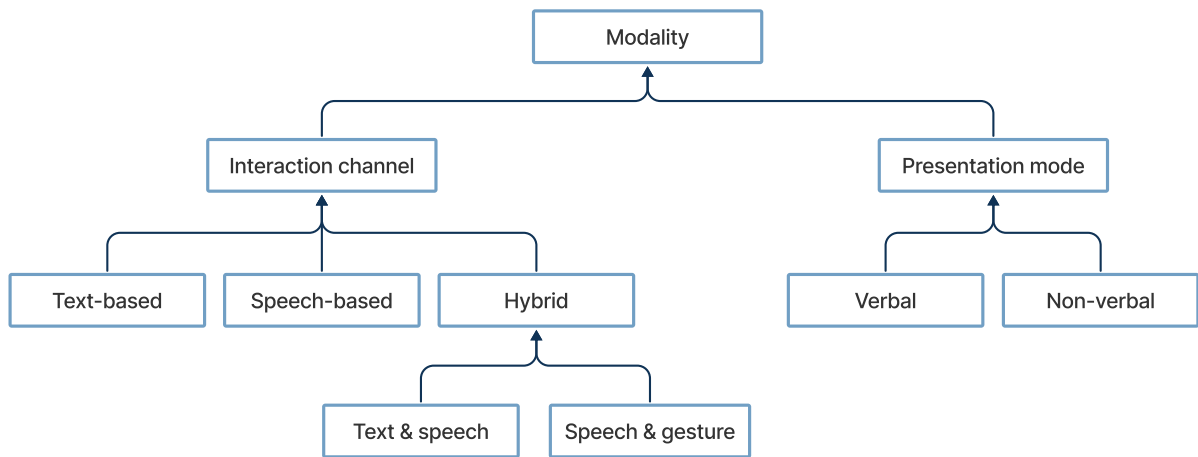 Modality
Interaction channel
Presentation mode
Text-based
Speech-based
Hybrid
Verbal
Non-verbal
Text & speech
Speech & gesture